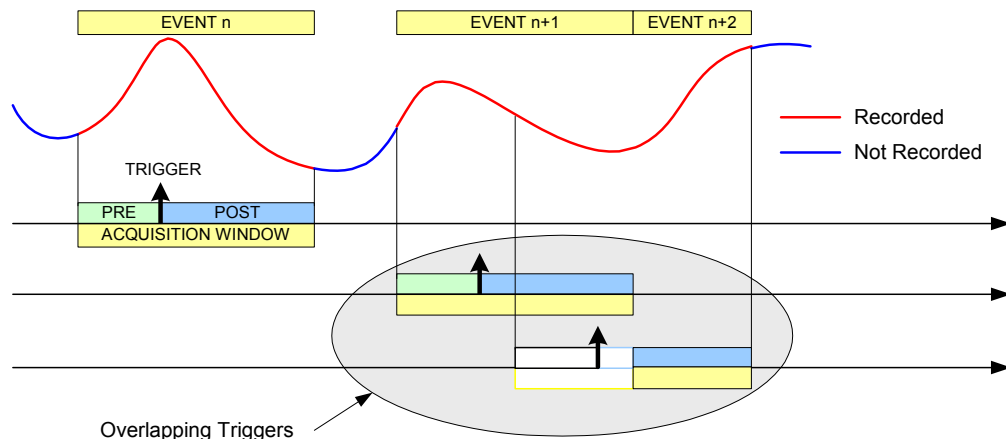 EVENT n
EVENT n+1
EVENT n+2
Recorded
Not Recorded
TRIGGER
PRE
POST
ACQUISITION WINDOW
Overlapping Triggers